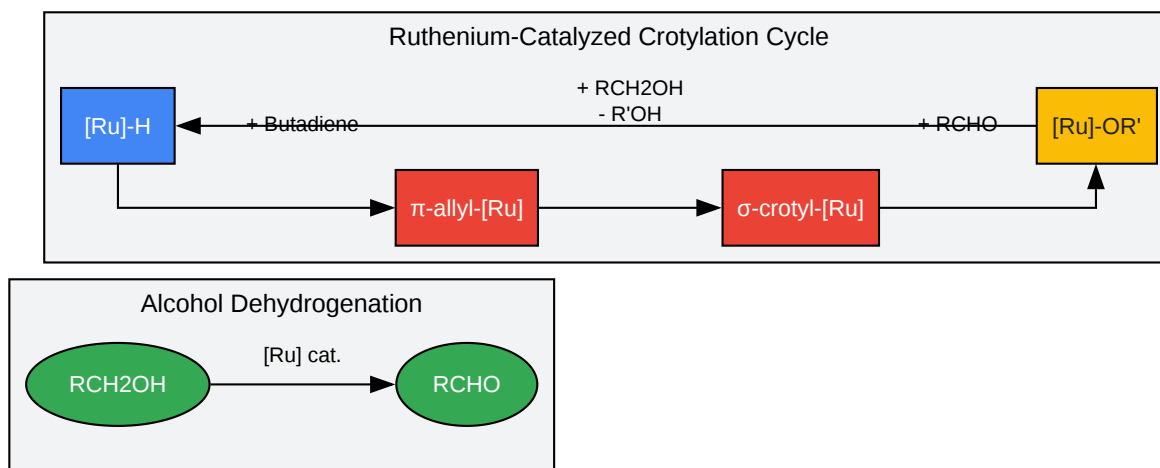 Ruthenium-Catalyzed Crotylation Cycle
+ RCH2OH
- R'OH
[Ru]-H
+ Butadiene
+ RCHO
[Ru]-OR'
π-allyl-[Ru]
σ-crotyl-[Ru]
Alcohol Dehydrogenation
[Ru] cat.
RCH2OH
RCHO